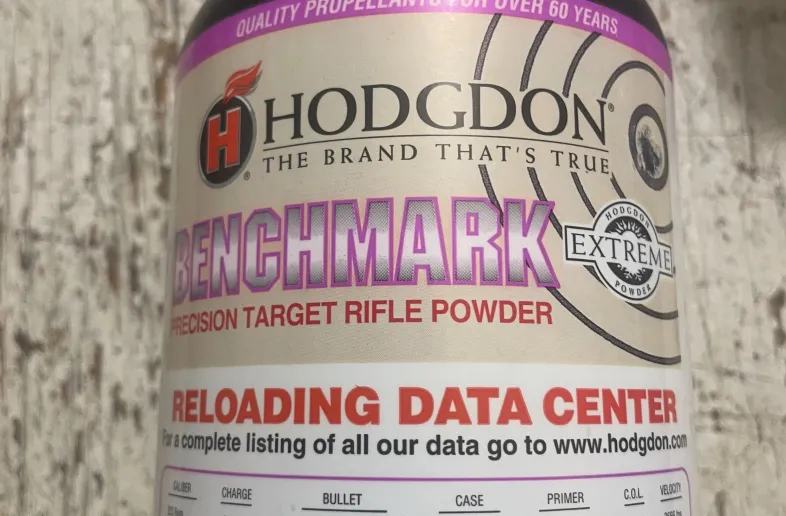 QUALITY PROPELLANTS FOR OVER 60 YEARS
H HODGDON®
®
THE BRAND THAT'S TRUE
BENCHMARK
HODGDON
EXTREME
POWDER
PRECISION TARGET RIFLE POWDER
RELOADING DATA CENTER
For a complete listing of all our data go to www.hodgdon.com
CALIBER CHARGE BULLET CASE PRIMER C.O.L. VELOCITY